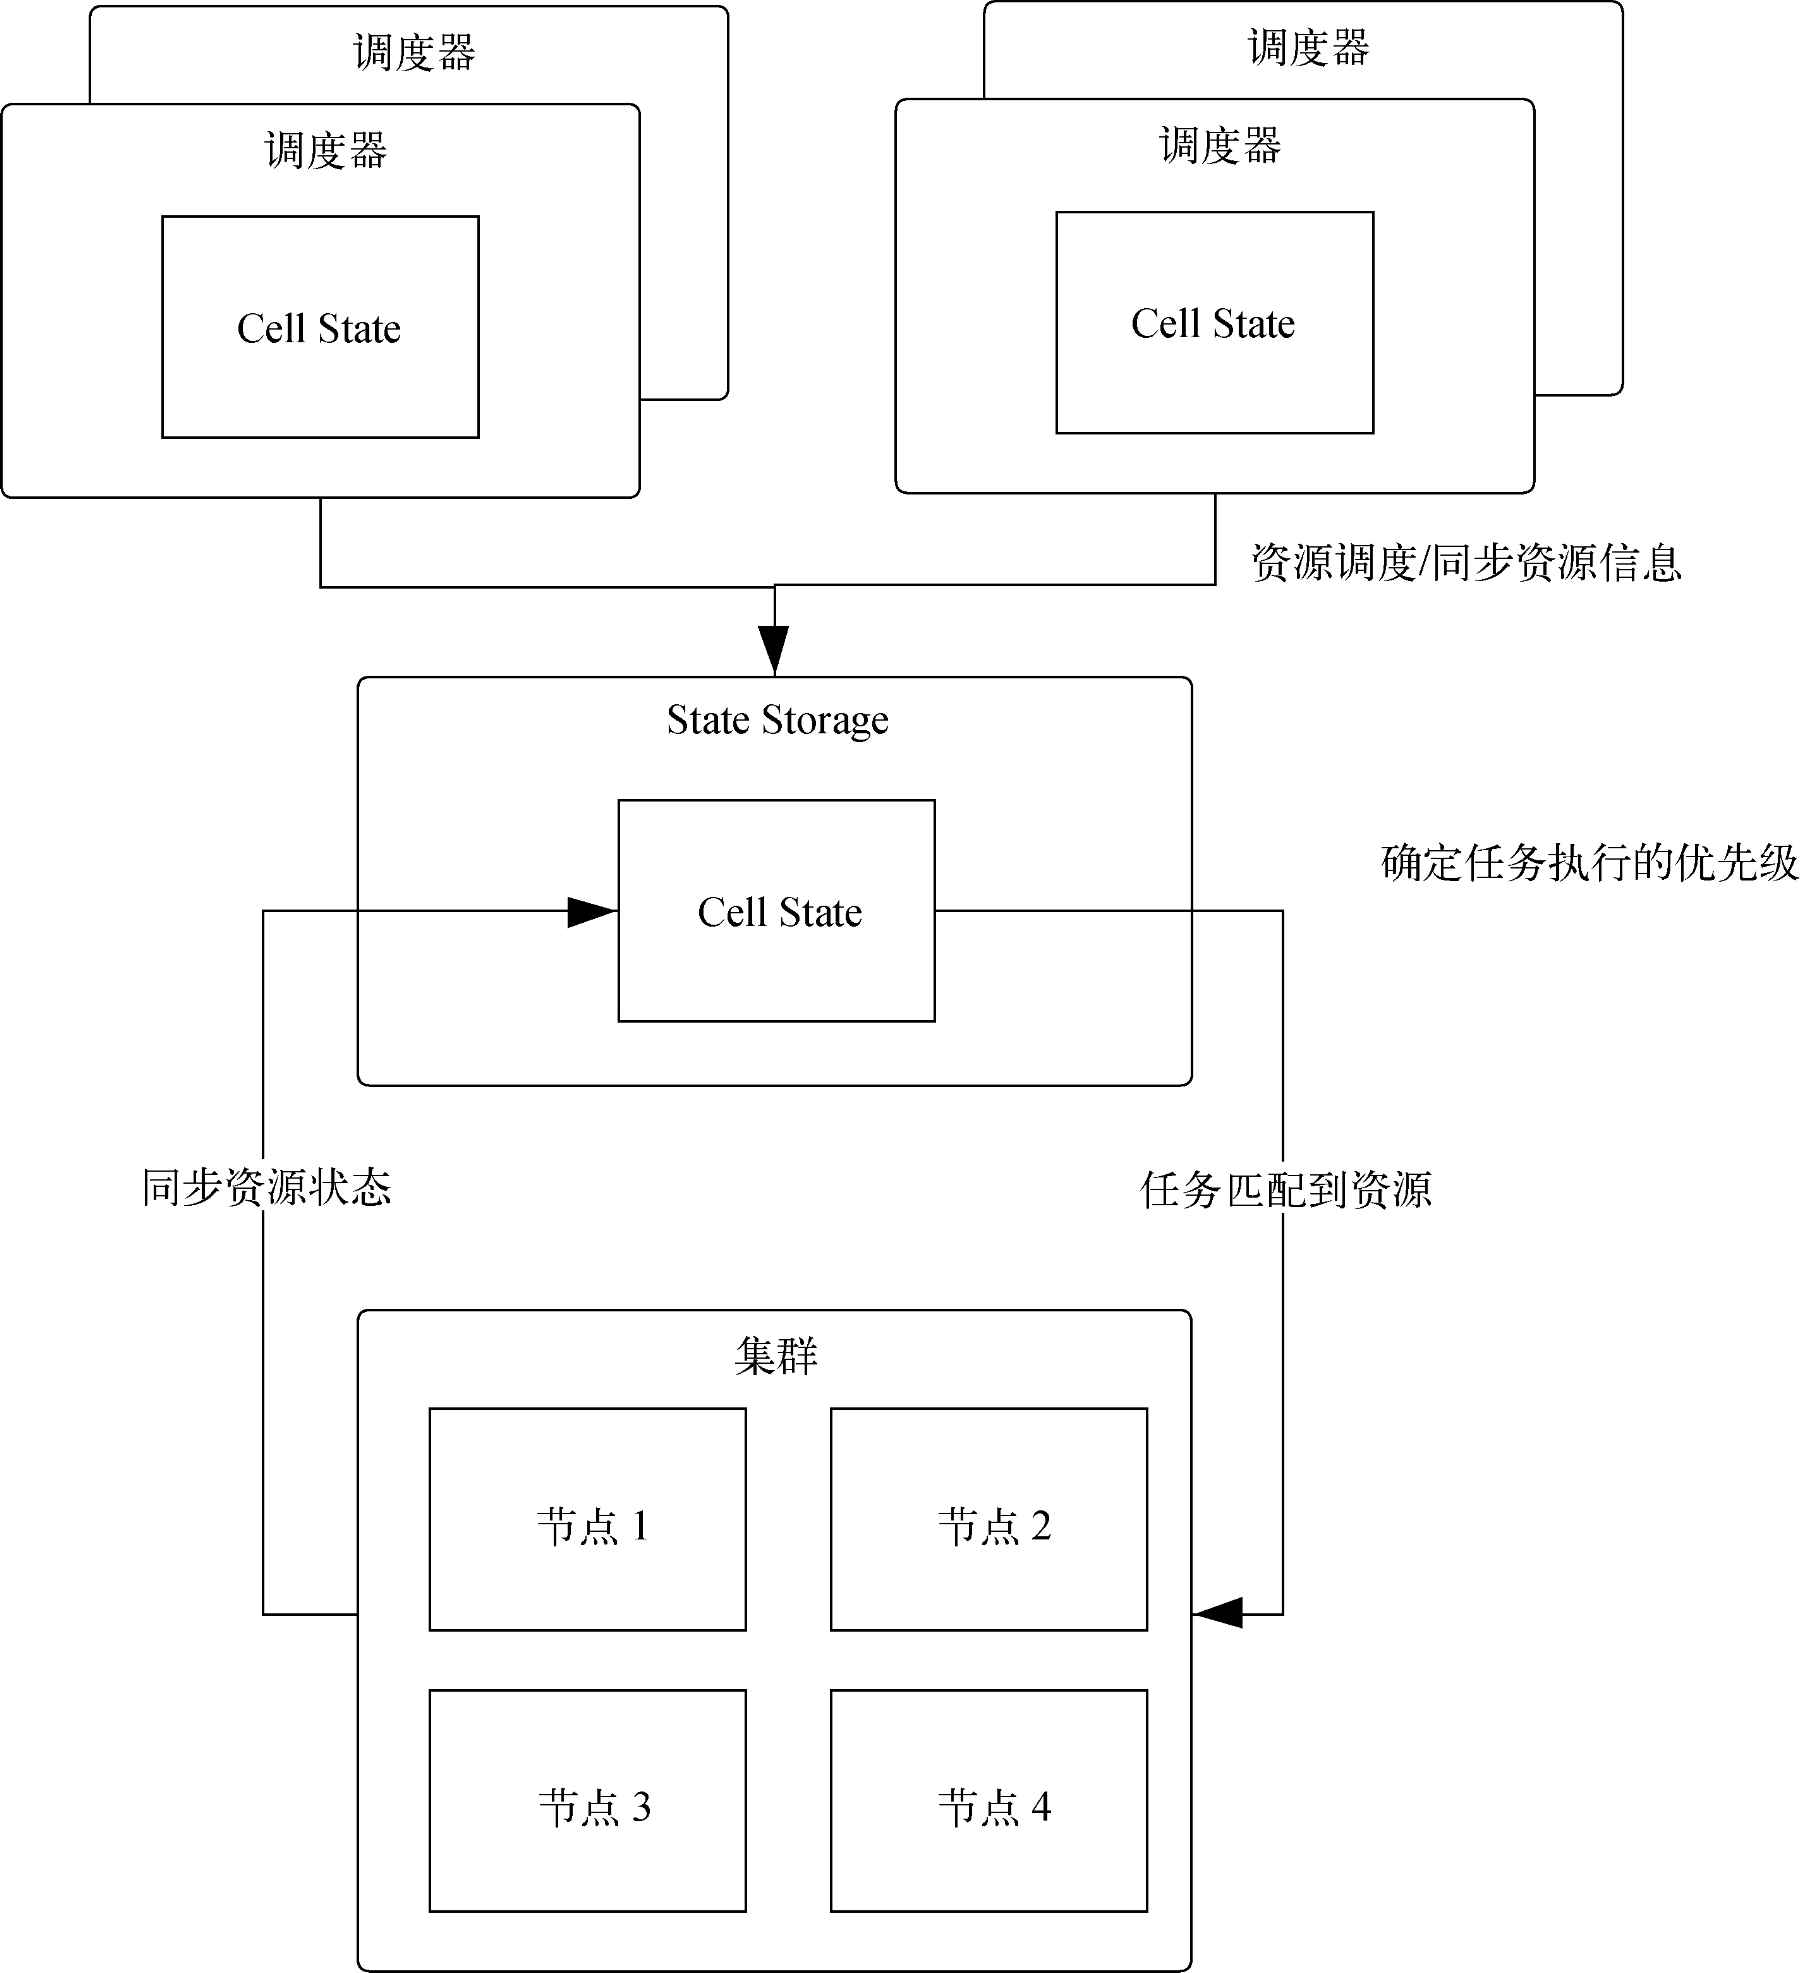 调度器
调度器
调度器
调度器
Cell State
Cell State
资源调度/同步资源信息
State Storage
确定任务执行的优先级
Cell State
同步资源状态
任务匹配到资源
集群
节点 1
节点 2
节点 3
节点 4